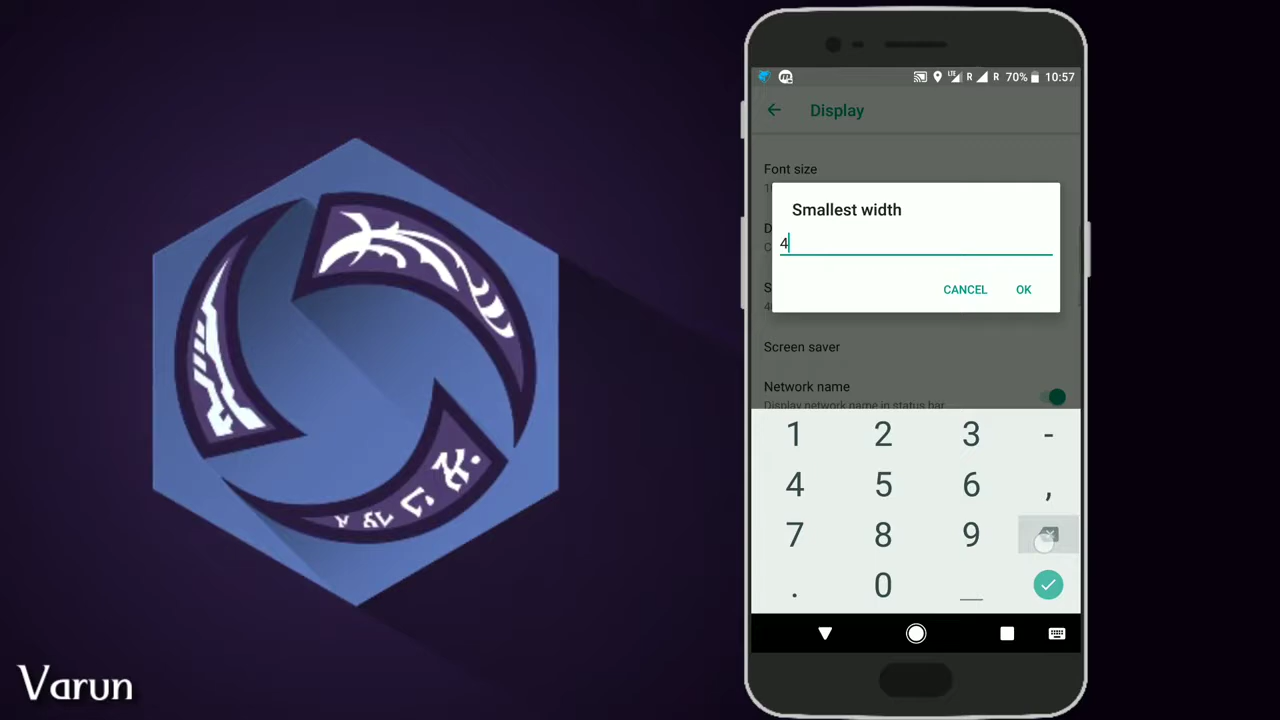 LTE R R 70% 10:57
Display
Font size
Smallest width
4
CANCEL OK
Screen saver
Network name
Display network name in status bar
1 2 3 -
4 5 6 ,
7 8 9
. 0 _
Varun